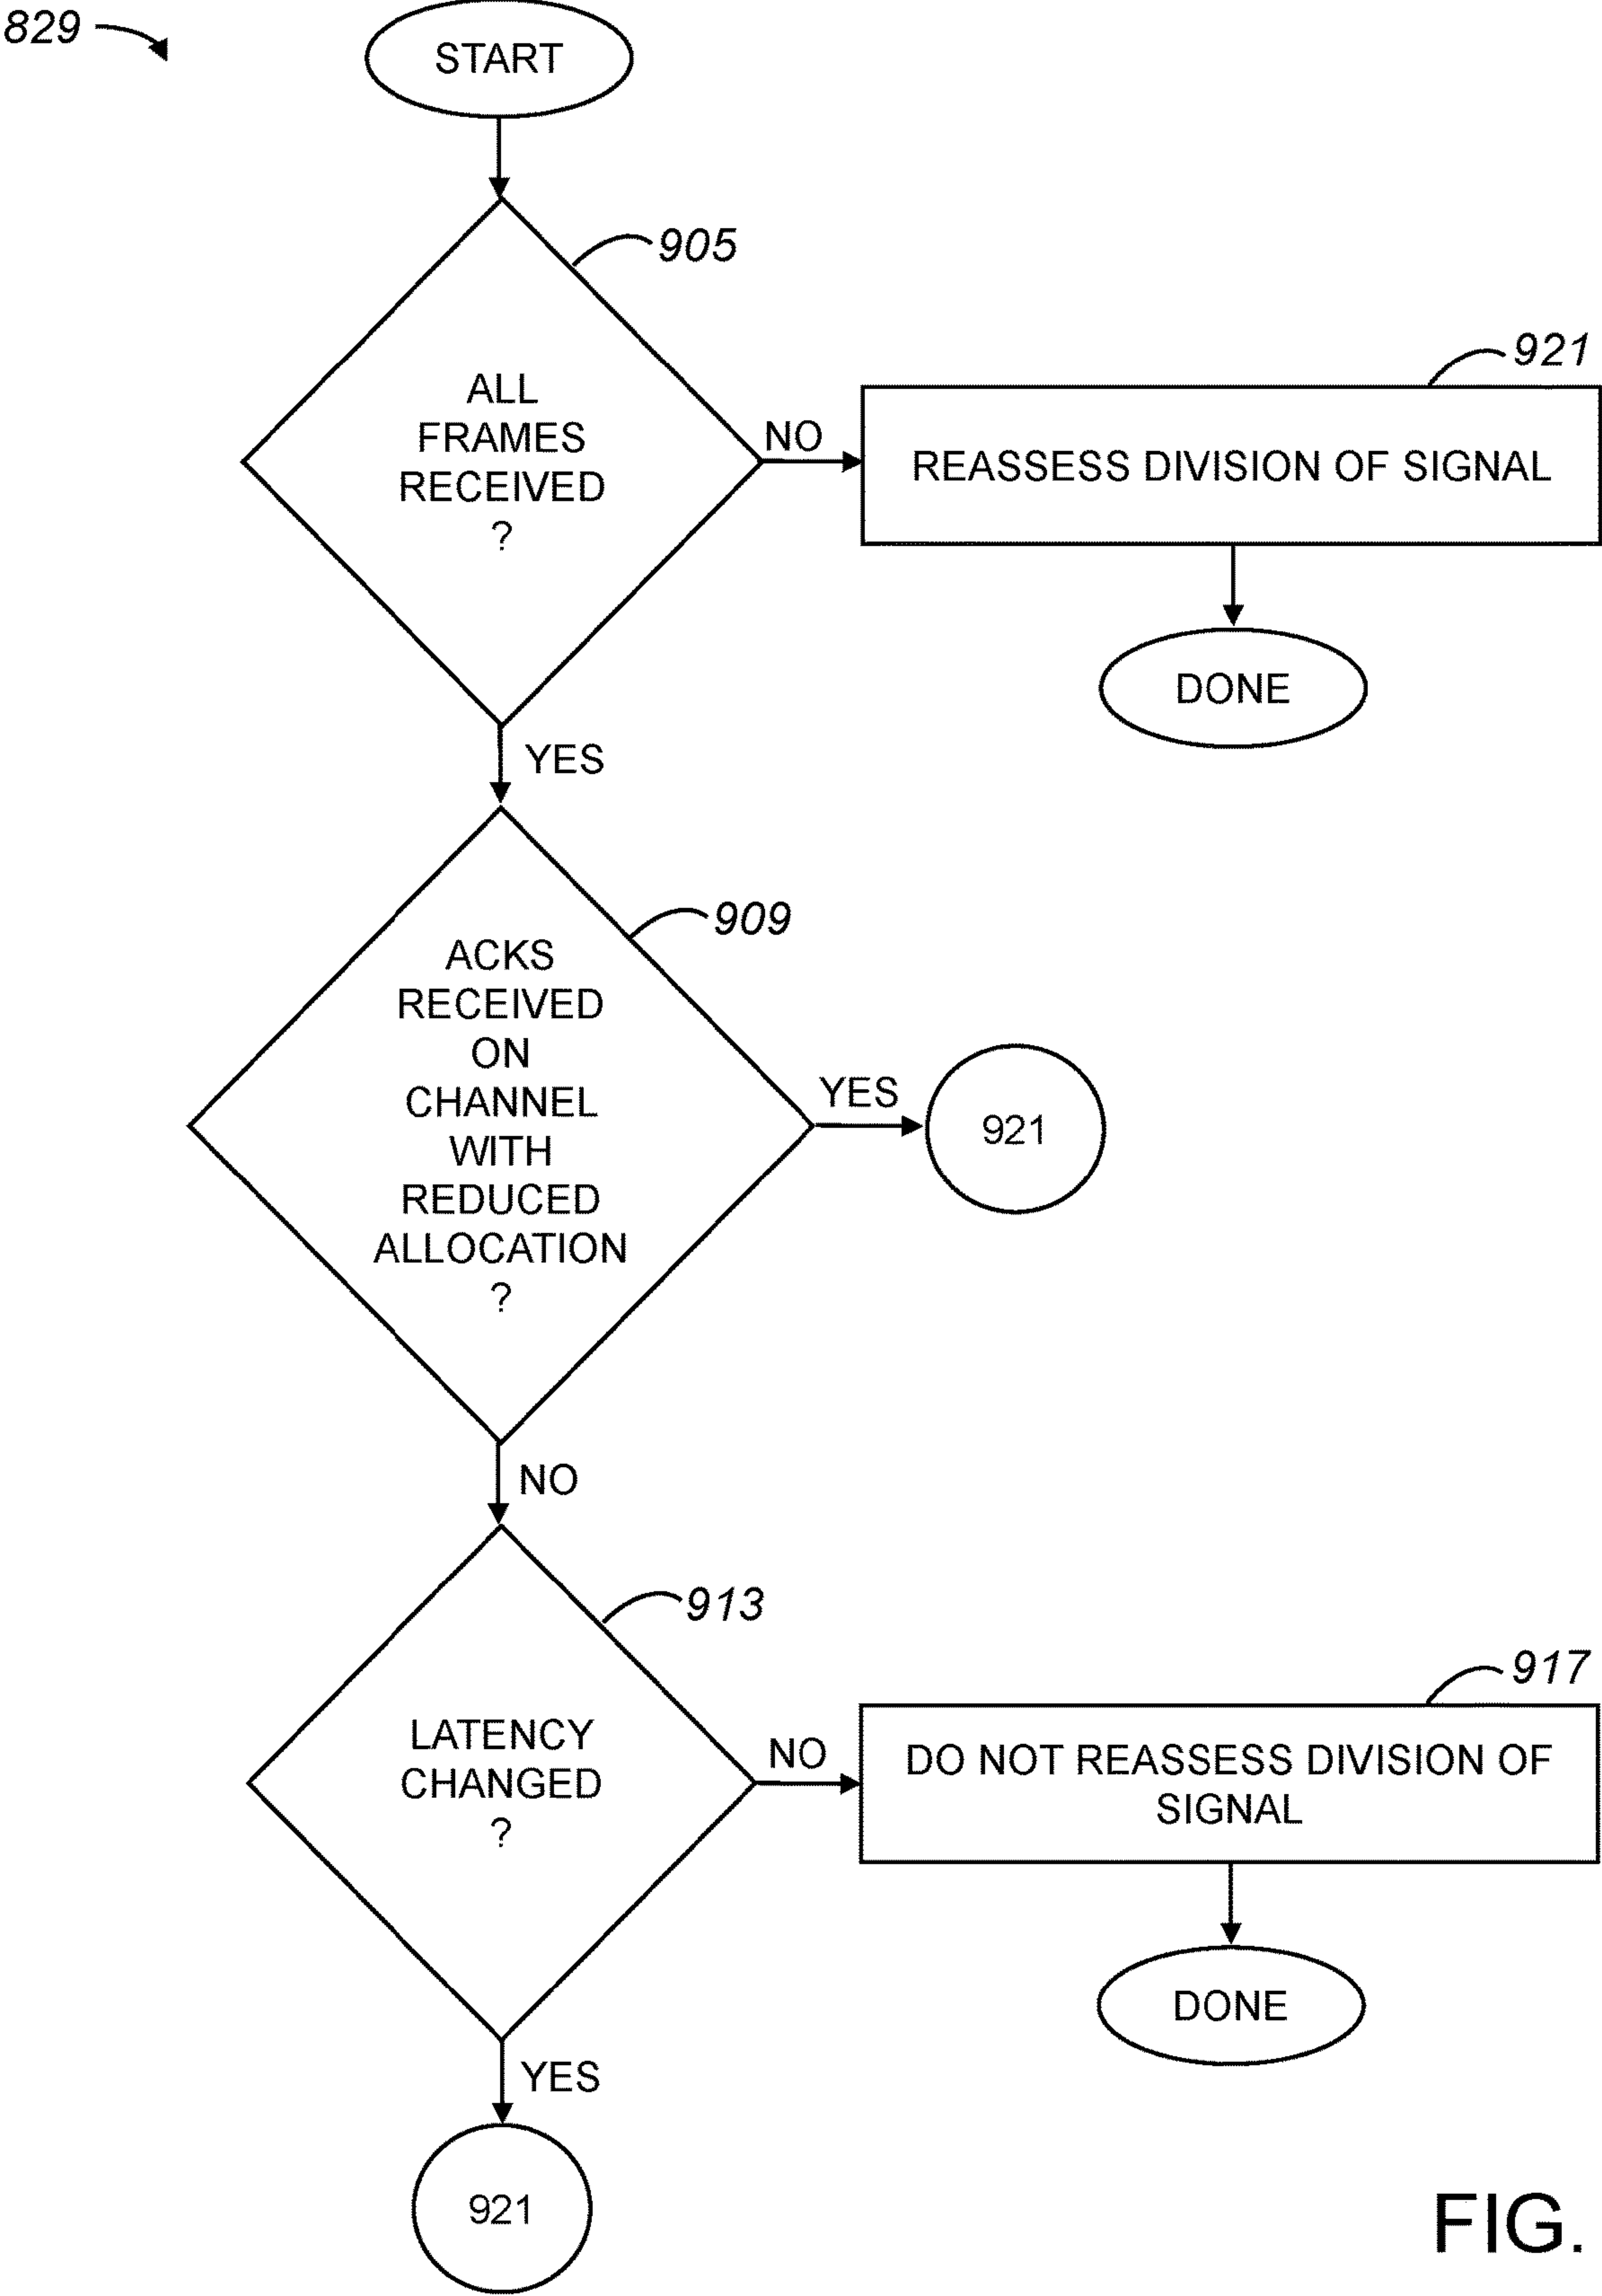 829
START
905
ALL
FRAMES
RECEIVED
?
NO
921
REASSESS DIVISION OF SIGNAL
DONE
YES
909
ACKS
RECEIVED
ON
CHANNEL
WITH
REDUCED
ALLOCATION
?
YES
921
NO
913
LATENCY
CHANGED
?
NO
917
DO NOT REASSESS DIVISION OF
SIGNAL
DONE
YES
921
FIG.